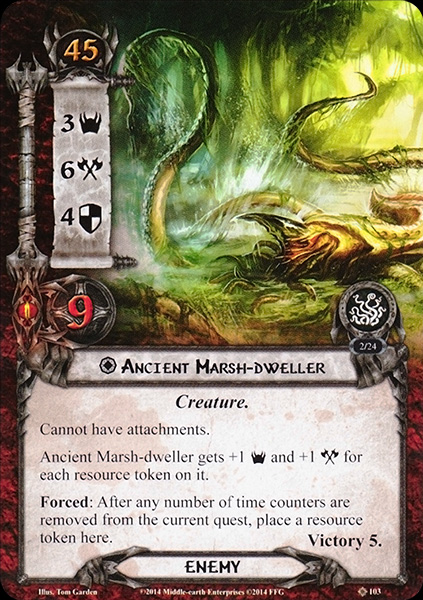 45
3
6
4
9
2/24
Ancient Marsh-dweller
Creature.
Cannot have attachments.
Ancient Marsh-dweller gets +1 and +1 for
each resource token on it.
Forced: After any number of time counters are
removed from the current quest, place a resource
token here.
Victory 5.
ENEMY
Illus. Tom Garden ©2014 Middle-earth Enterprises ©2014 FFG 103